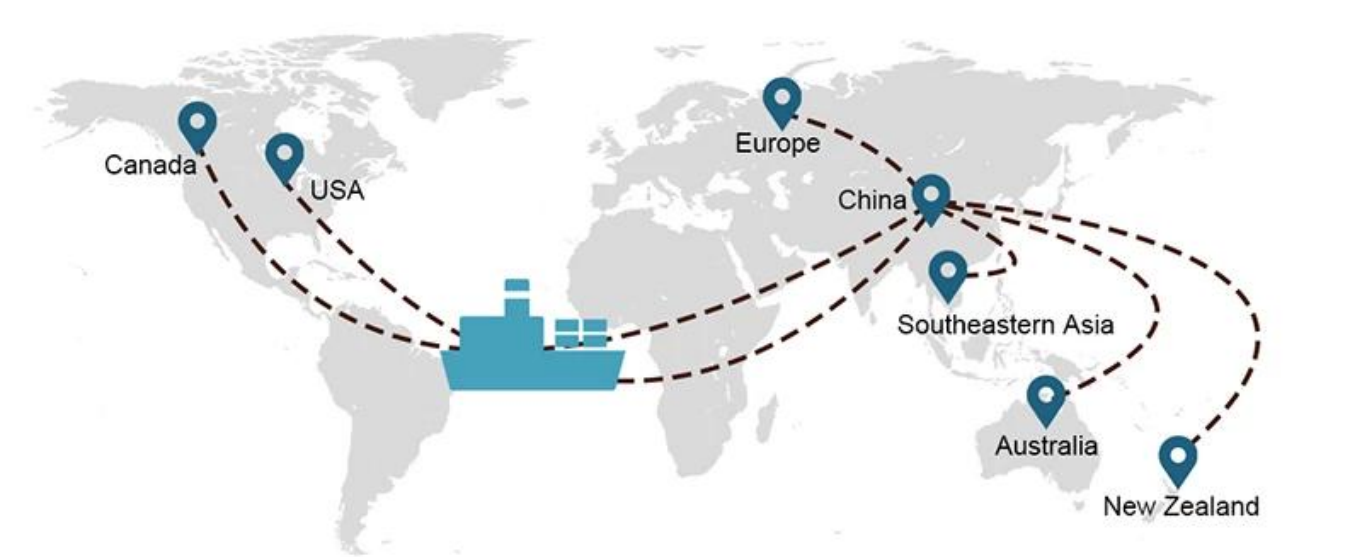 Europe
Canada
USA
China
Southeastern Asia
Australia
New Zealand